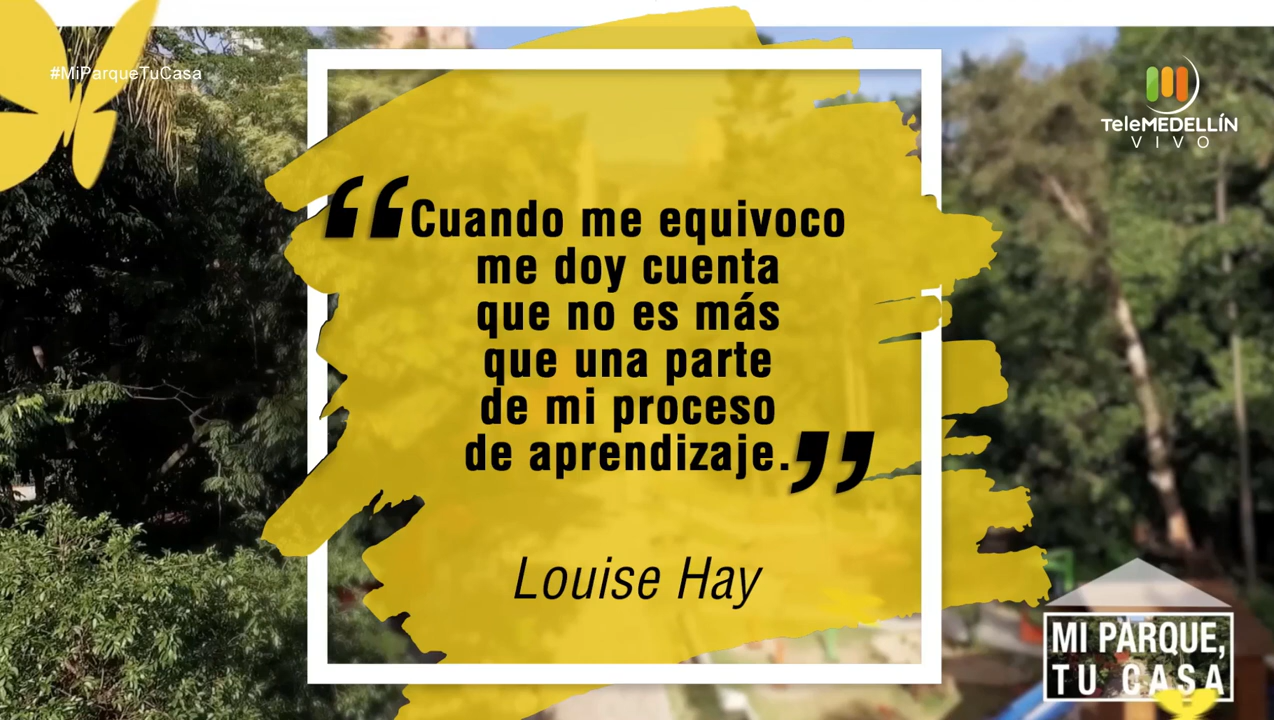 #MiParqueTuCasa
TeleMEDELLÍN
VIVO
“Cuando me equivoco
me doy cuenta
que no es más
que una parte
de mi proceso
de aprendizaje.”
Louise Hay
MI PARQUE,
TU CASA